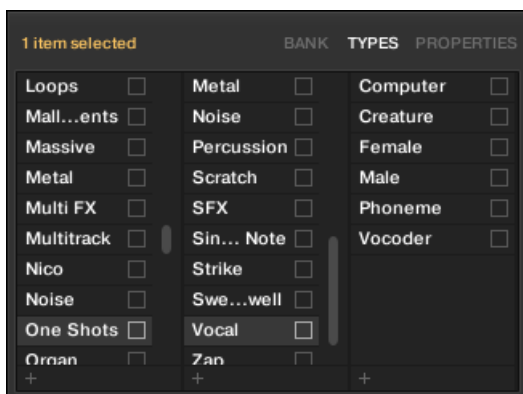 1 item selected BANK TYPES PROPERTIES
Loops Metal Computer
Mall...ents Noise Creature
Massive Percussion Female
Metal Scratch Male
Multi FX SFX Phoneme
Multitrack Sin... Note Vocoder
Nico Strike
Noise Swe...well
One Shots Vocal
Organ Zap
+ + +